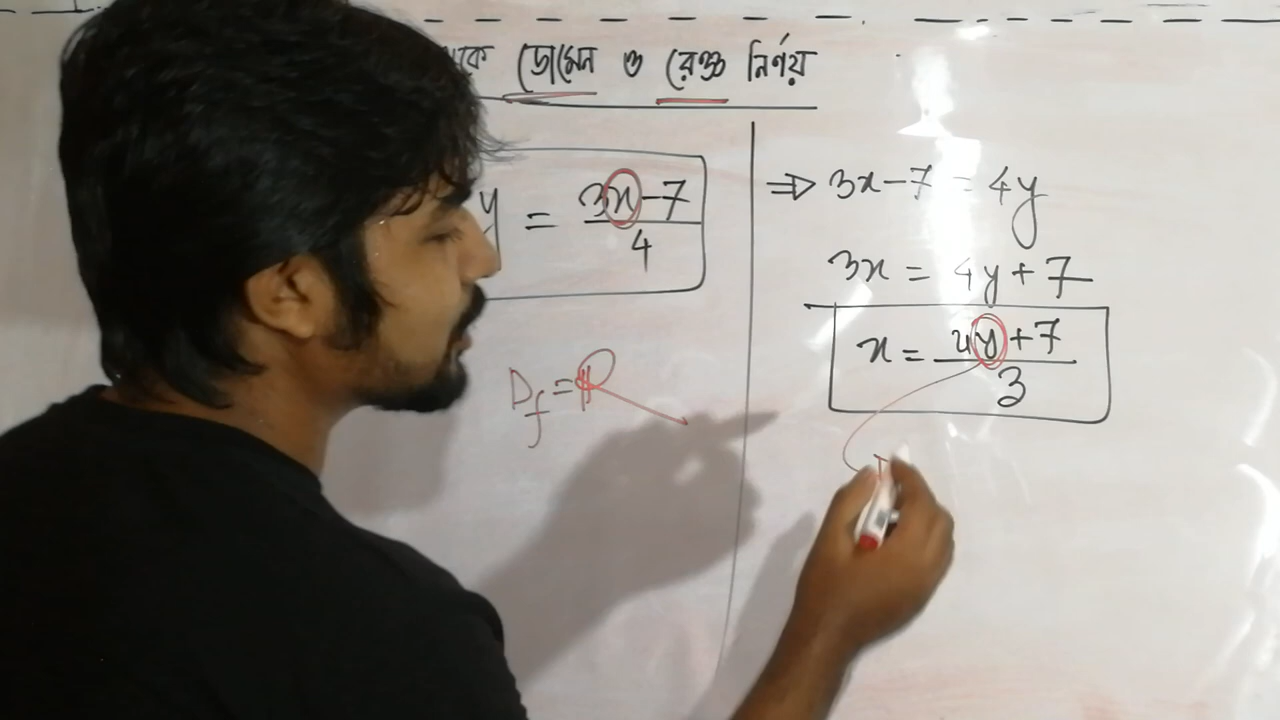 ডোমেন ও রেঞ্জ নির্ণয়
y = (3x-7)/4
D_f = ℝ
⇒ 3x-7 = 4y
3x = 4y+7
x = (4y+7)/3